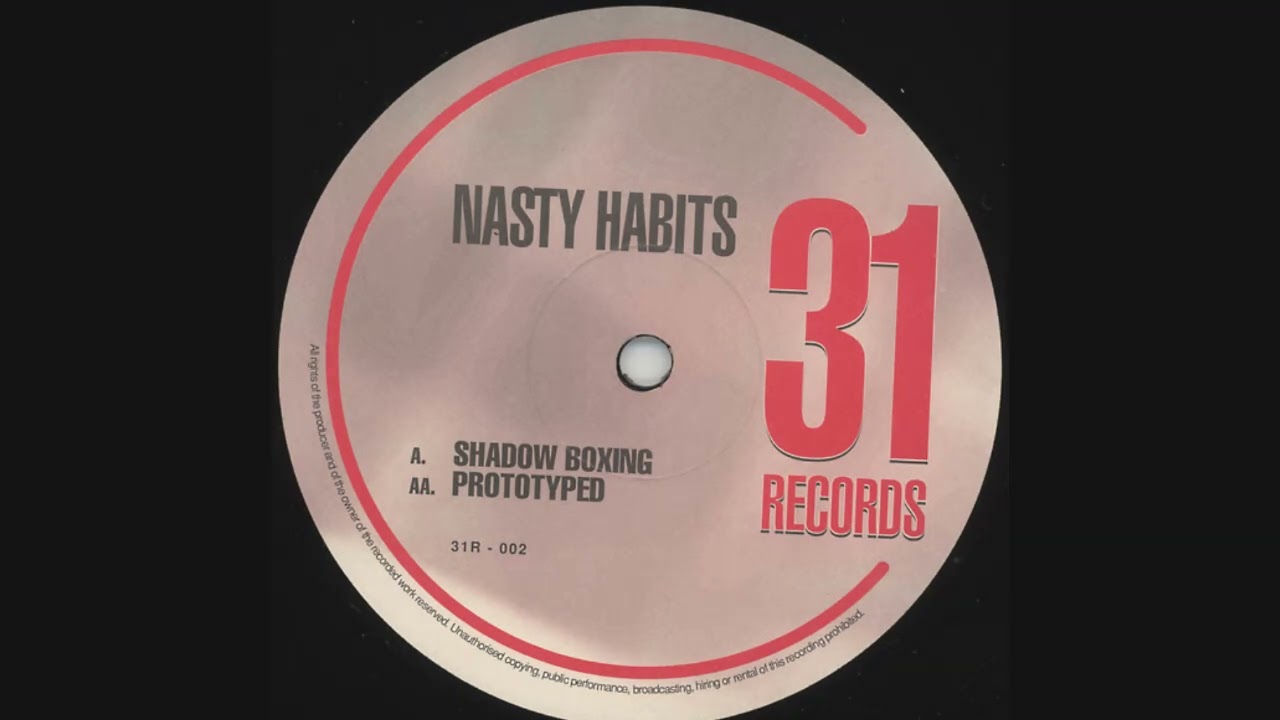 NASTY HABITS
31
RECORDS
A. SHADOW BOXING
AA. PROTOTYPED
31R - 002
All rights of the producer and of the owner of the recorded work reserved. Unauthorised copying, public performance, broadcasting, hiring or rental of this recording prohibited.